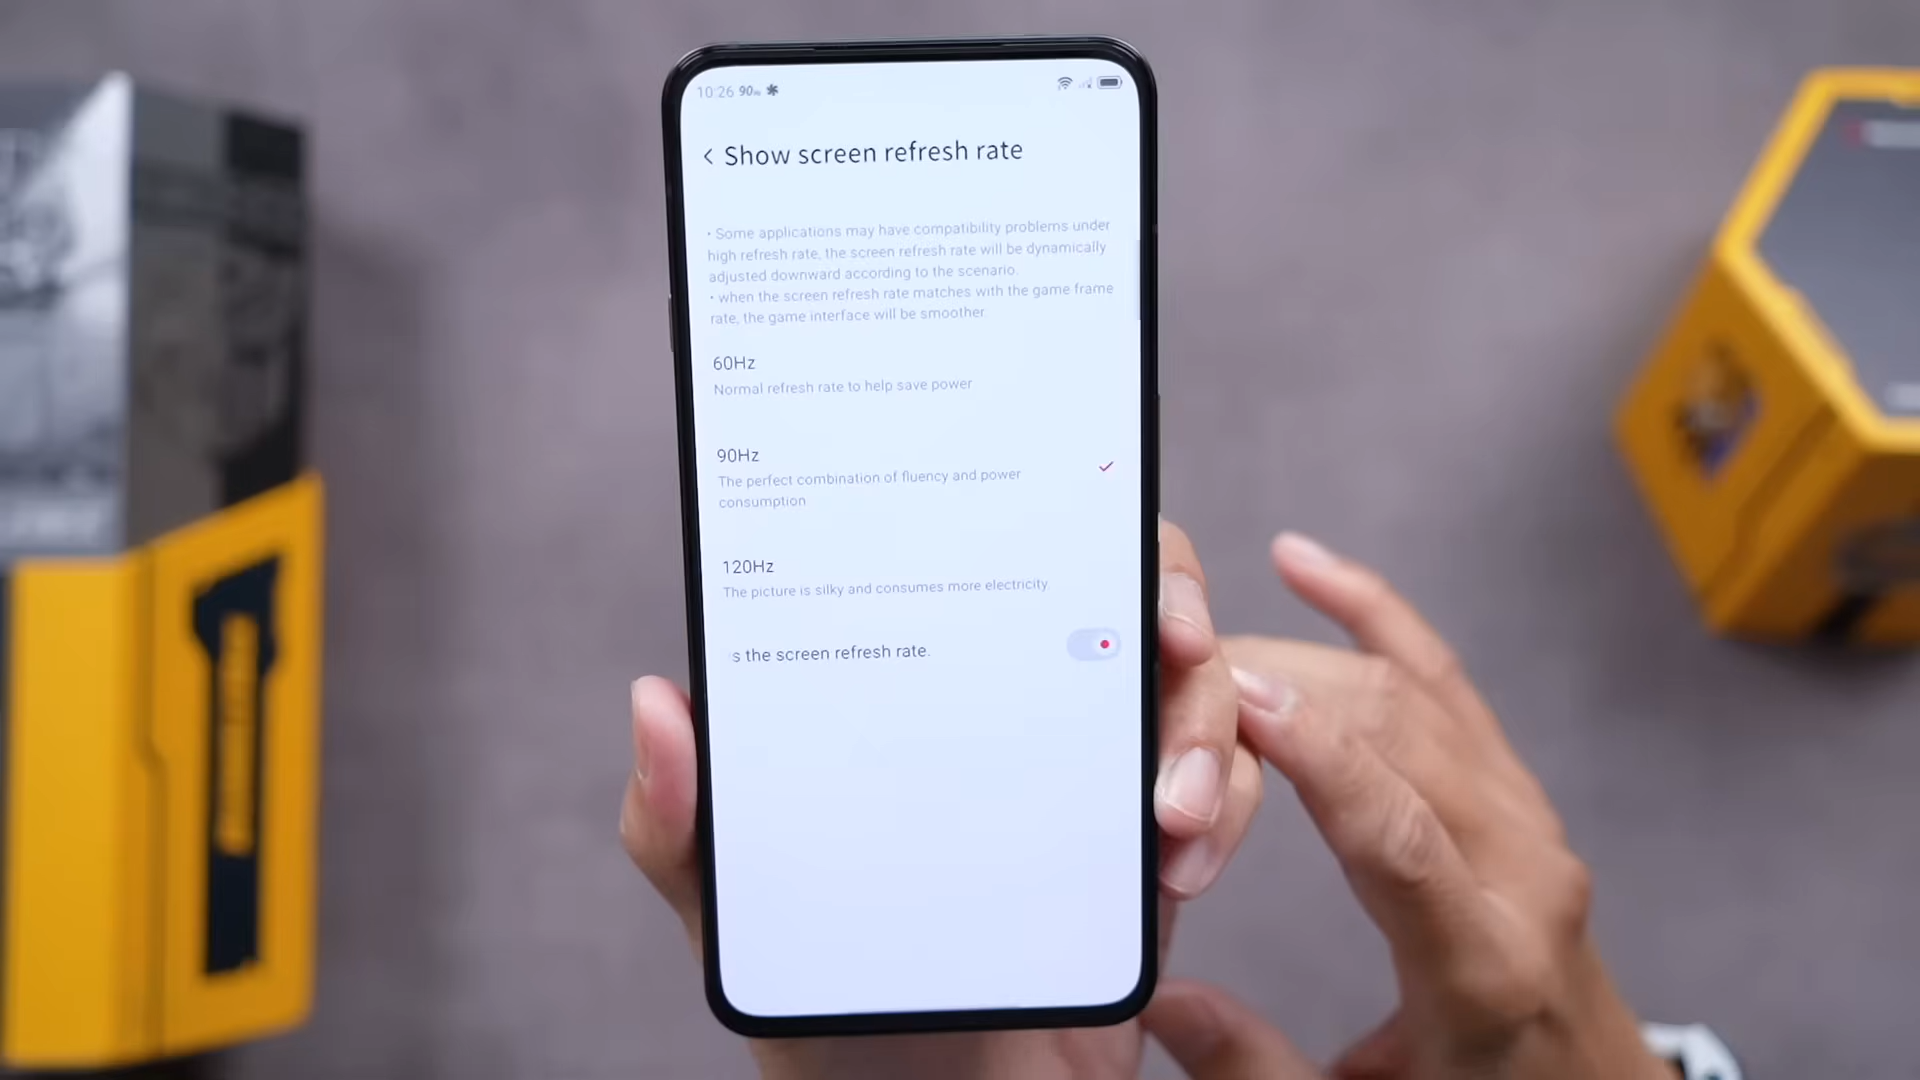 10:26 90Hz
Show screen refresh rate
• Some applications may have compatibility problems under
high refresh rate, the screen refresh rate will be dynamically
adjusted downward according to the scenario.
• when the screen refresh rate matches with the game frame
rate, the game interface will be smoother.
60Hz
Normal refresh rate to help save power
90Hz
The perfect combination of fluency and power
consumption
120Hz
The picture is silky and consumes more electricity.
s the screen refresh rate.